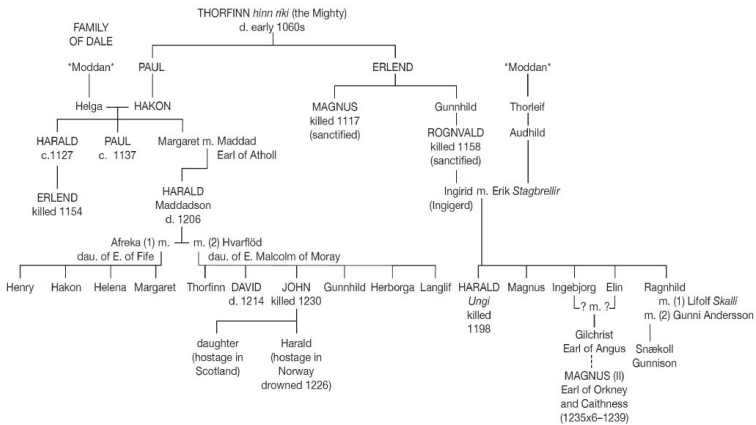 THORFINN hinn ríki (the Mighty)
d. early 1060s
FAMILY
OF DALE
*Moddan*
PAUL
ERLEND
*Moddan*
Helga
HAKON
MAGNUS
killed 1117
(sanctified)
Gunnhild
Thorleif
ROGNVALD
killed 1158
(sanctified)
Audhild
HARALD
c.1127
PAUL
c. 1137
Margaret m. Maddad
Earl of Atholl
ERLEND
killed 1154
HARALD
Maddadson
d. 1206
Ingirid m. Erik Stagbrellir
(Ingigerd)
Afreka (1) m.
dau. of E. of Fife
m. (2) Hvarflöd
dau. of E. Malcolm of Moray
Henry
Hakon
Helena
Margaret
Thorfinn
DAVID
d. 1214
JOHN
killed 1230
Gunnhild
Herborga
Langlif
HARALD
Ungi
killed
1198
Magnus
Ingebjorg
Elin
? m. ?
Ragnhild
m. (1) Lifolf Skalli
m. (2) Gunni Andersson
daughter
(hostage in
Scotland)
Harald
(hostage in
Norway
drowned 1226)
Gilchrist
Earl of Angus
Snækoll
Gunnison
MAGNUS (II)
Earl of Orkney
and Caithness
(1235x6–1239)